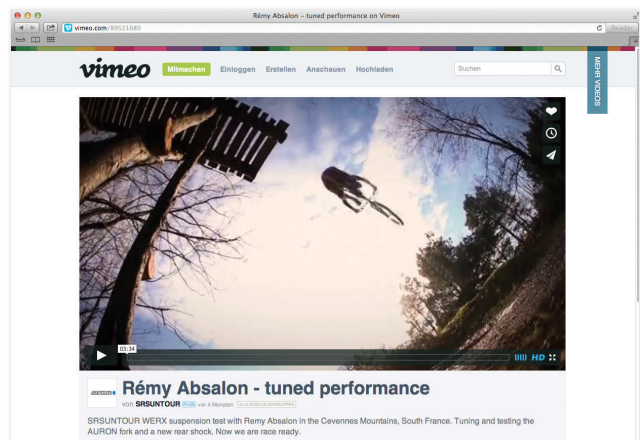 Rémy Absalon – tuned performance on Vimeo
vimeo.com/89521680
Reader
vimeo
Mitmachen Einloggen Erstellen Anschauen Hochladen
Suchen
MEHR VIDEOS
03:34
HD
Rémy Absalon - tuned performance
von SRSUNTOUR PLUS vor 4 Monaten
SRSUNTOUR WERX suspension test with Remy Absalon in the Cevennes Mountains, South France. Tuning and testing the
AURON fork and a new rear shock. Now we are race ready.